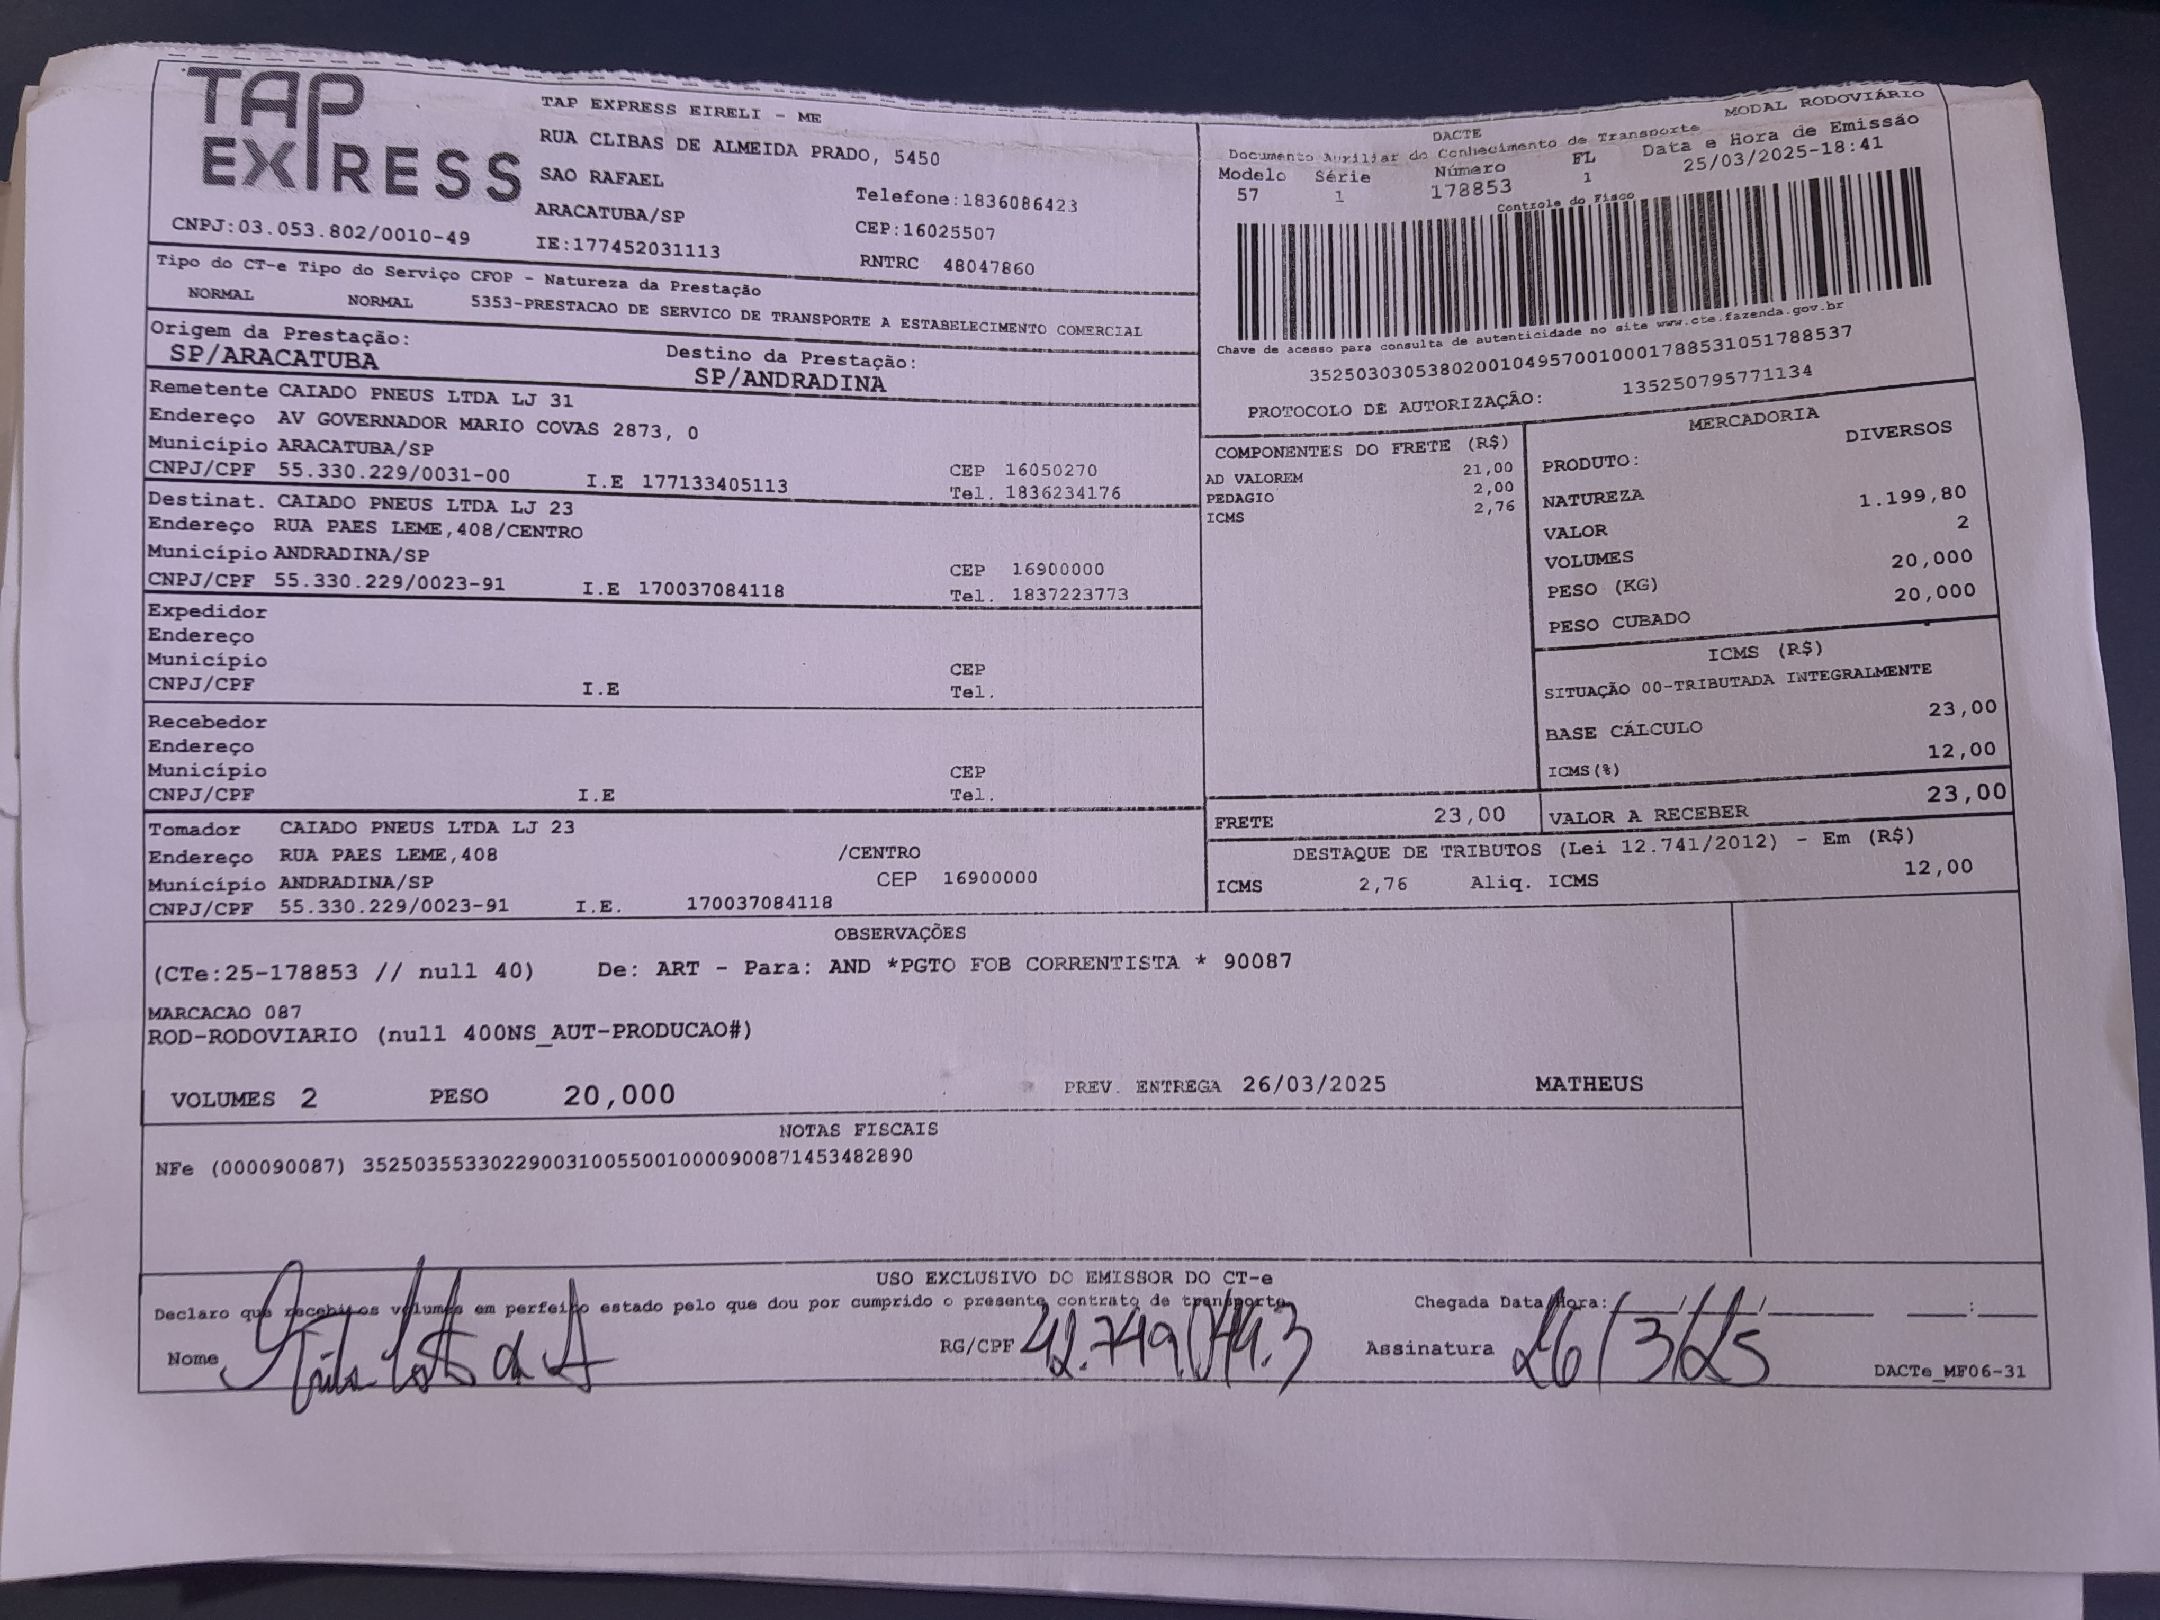 TAP
EXPRESS
TAP EXPRESS EIRELI - ME
RUA CLIBAS DE ALMEIDA PRADO, 5450
SAO RAFAEL
Telefone:1836086423
ARACATUBA/SP
CEP:16025507
CNPJ:03.053.802/0010-49
IE:177452031113
RNTRC 48047860
MODAL RODOVIÁRIO
DACTE
Documento Auxiliar do Conhecimento de Transporte
Modelo Série Número FL Data e Hora de Emissão
57 1 178853 1 25/03/2025-18:41
Controle do Fisco
Chave de acesso para consulta de autenticidade no site www.cte.fazenda.gov.br
35250303053802001049570010001788531051788537
PROTOCOLO DE AUTORIZAÇÃO: 135250795771134
Tipo do CT-e Tipo do Serviço CFOP - Natureza da Prestação
NORMAL NORMAL 5353-PRESTACAO DE SERVICO DE TRANSPORTE A ESTABELECIMENTO COMERCIAL
Origem da Prestação:
SP/ARACATUBA
Destino da Prestação:
SP/ANDRADINA
Remetente CAIADO PNEUS LTDA LJ 31
Endereço AV GOVERNADOR MARIO COVAS 2873, 0
Município ARACATUBA/SP
CEP 16050270
CNPJ/CPF 55.330.229/0031-00 I.E 177133405113 Tel. 1836234176
Destinat. CAIADO PNEUS LTDA LJ 23
Endereço RUA PAES LEME,408/CENTRO
Município ANDRADINA/SP
CEP 16900000
CNPJ/CPF 55.330.229/0023-91 I.E 170037084118 Tel. 1837223773
Expedidor
Endereço
Município CEP
CNPJ/CPF I.E Tel.
Recebedor
Endereço
Município CEP
CNPJ/CPF I.E Tel.
Tomador CAIADO PNEUS LTDA LJ 23
Endereço RUA PAES LEME,408 /CENTRO
Município ANDRADINA/SP CEP 16900000
CNPJ/CPF 55.330.229/0023-91 I.E. 170037084118
COMPONENTES DO FRETE (R$)
AD VALOREM 21,00
PEDAGIO 2,00
ICMS 2,76
MERCADORIA
PRODUTO: DIVERSOS
NATUREZA
VALOR 1.199,80
VOLUMES 2
PESO (KG) 20,000
PESO CUBADO 20,000
ICMS (R$)
SITUAÇÃO 00-TRIBUTADA INTEGRALMENTE
BASE CÁLCULO 23,00
ICMS(%) 12,00
FRETE 23,00 VALOR A RECEBER 23,00
DESTAQUE DE TRIBUTOS (Lei 12.741/2012) - Em (R$)
ICMS 2,76 Aliq. ICMS 12,00
OBSERVAÇÕES
(CTe:25-178853 // null 40) De: ART - Para: AND *PGTO FOB CORRENTISTA * 90087
MARCACAO 087
ROD-RODOVIARIO (null 400NS_AUT-PRODUCAO#)
VOLUMES 2 PESO 20,000 PREV. ENTREGA 26/03/2025 MATHEUS
NOTAS FISCAIS
NFe (000090087) 35250355330229003100550010000900871453482890
USO EXCLUSIVO DO EMISSOR DO CT-e
Declaro que recebi os volumes em perfeito estado pelo que dou por cumprido o presente contrato de transporte. Chegada Data/Hora:____/____/______ ____:____
Nome RG/CPF Assinatura 26/3/25
DACTe_MF06-31